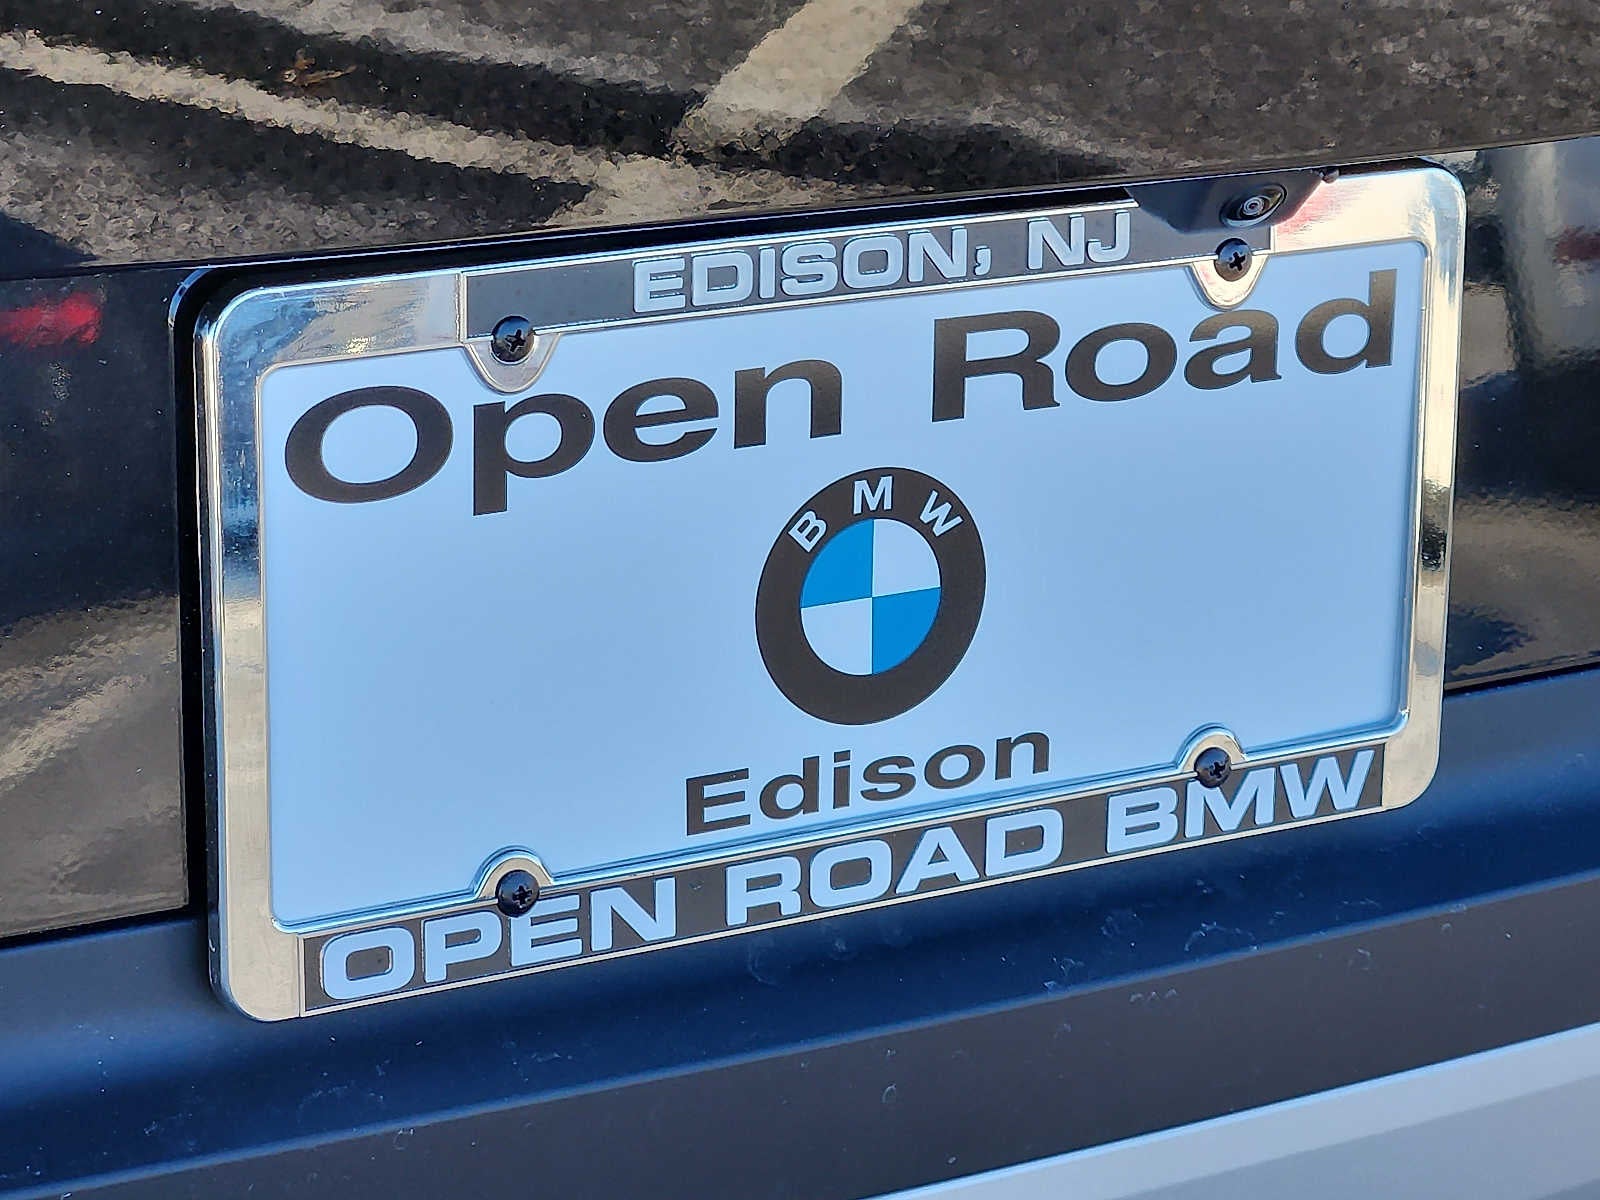 EDISON, NJ
Open Road
BMW
Edison
OPEN ROAD BMW